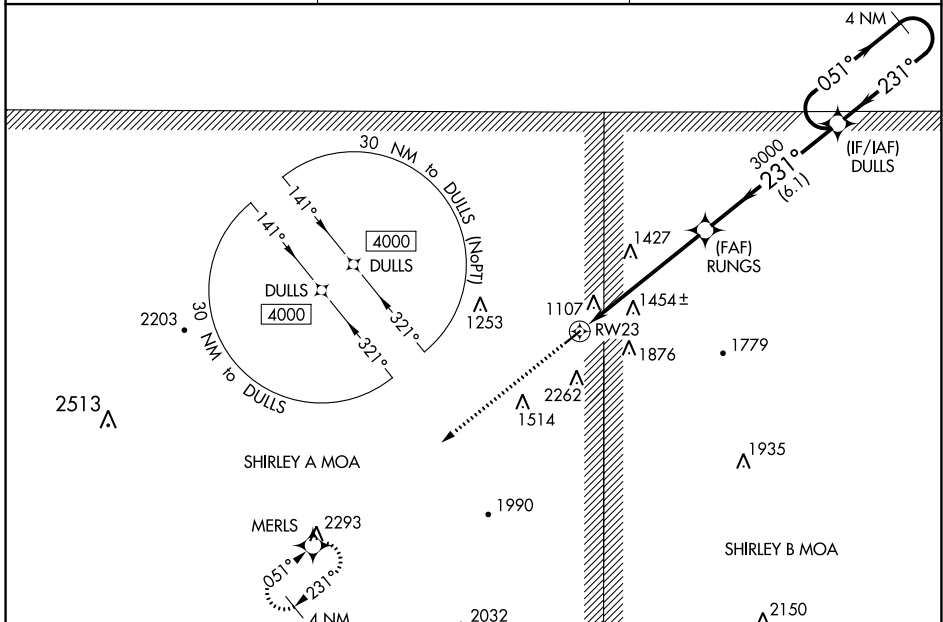 4 NM
051°
231°
(IF/IAF)
DULLS
3000
231°
(6.1)
30 NM to DULLS (NoPT)
141°
141°
4000
DULLS
DULLS
4000
321°
321°
30 NM to DULLS
1427
(FAF)
RUNGS
1253
1107
1454±
RW23
2203
1876
1779
2262
1514
2513
1935
SHIRLEY A MOA
1990
MERLS
2293
051°
231°
4 NM
SHIRLEY B MOA
2032
2150